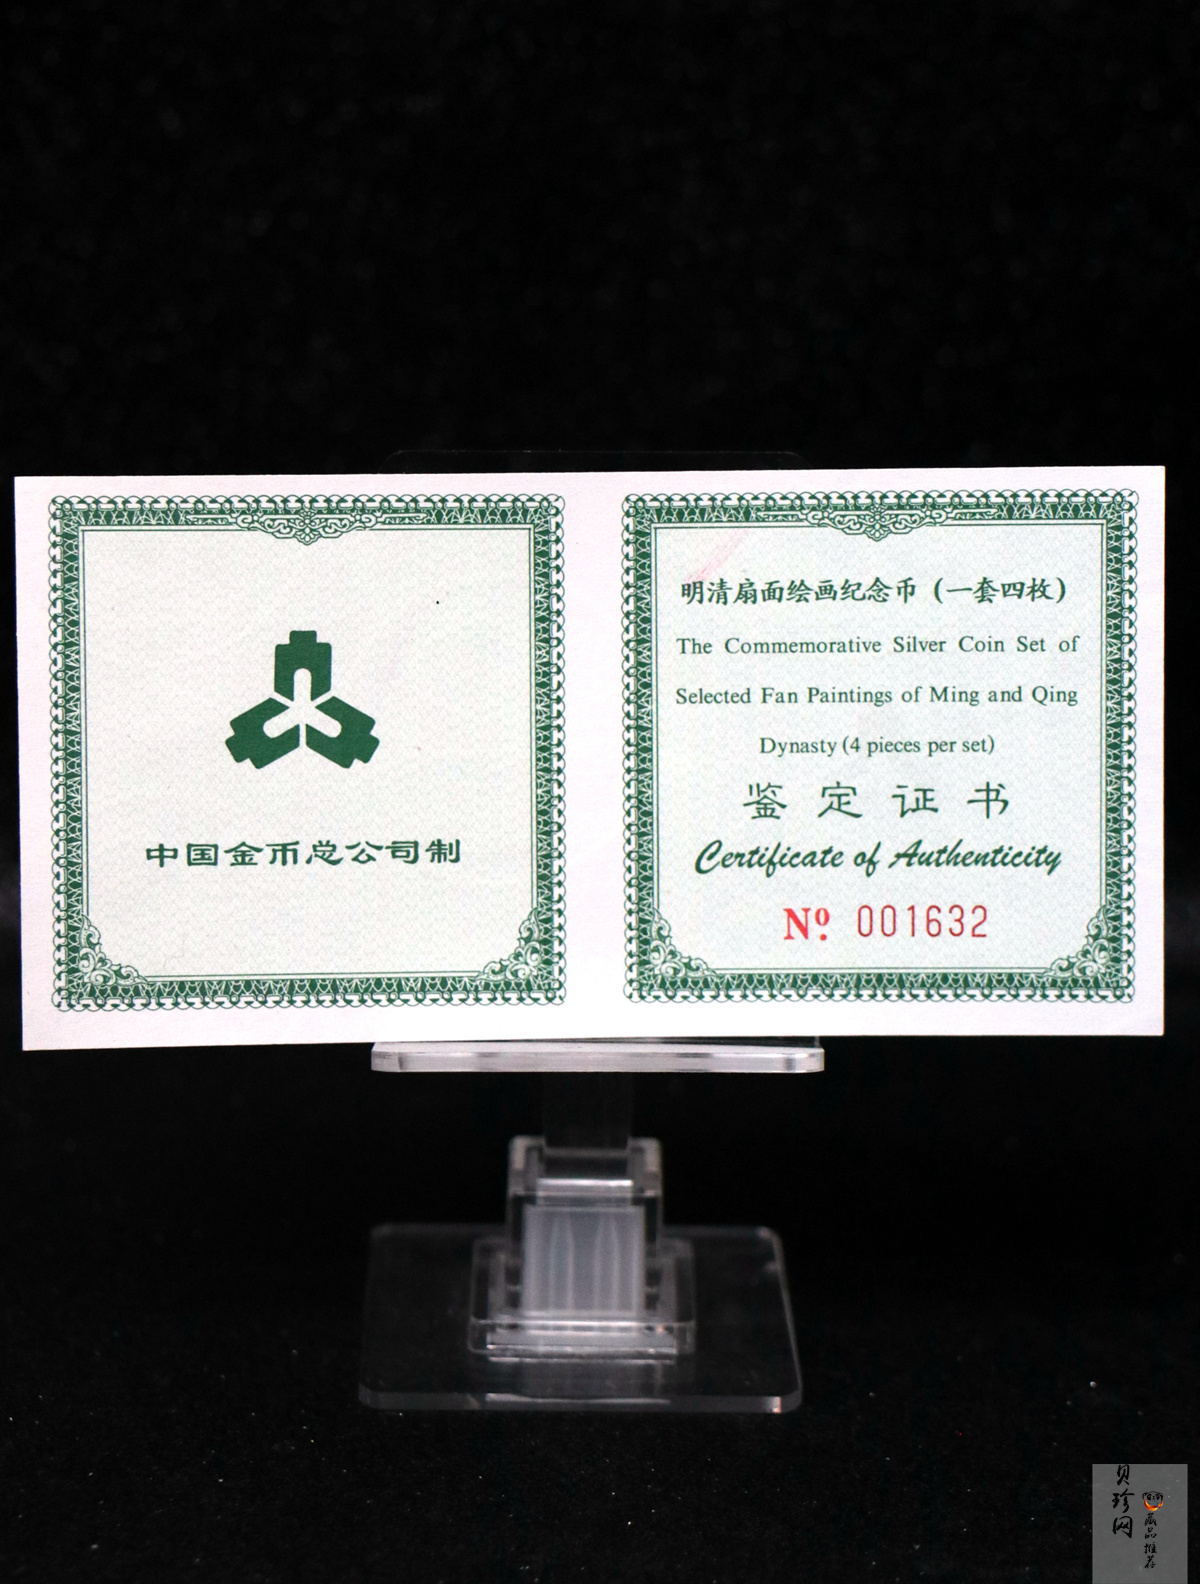 中国金币总公司制
明清扇面绘画纪念币（一套四枚）
The Commemorative Silver Coin Set of
Selected Fan Paintings of Ming and Qing
Dynasty (4 pieces per set)
鉴定证书
Certificate of Authenticity
Nº. 001632
贝珍网
藏品推荐